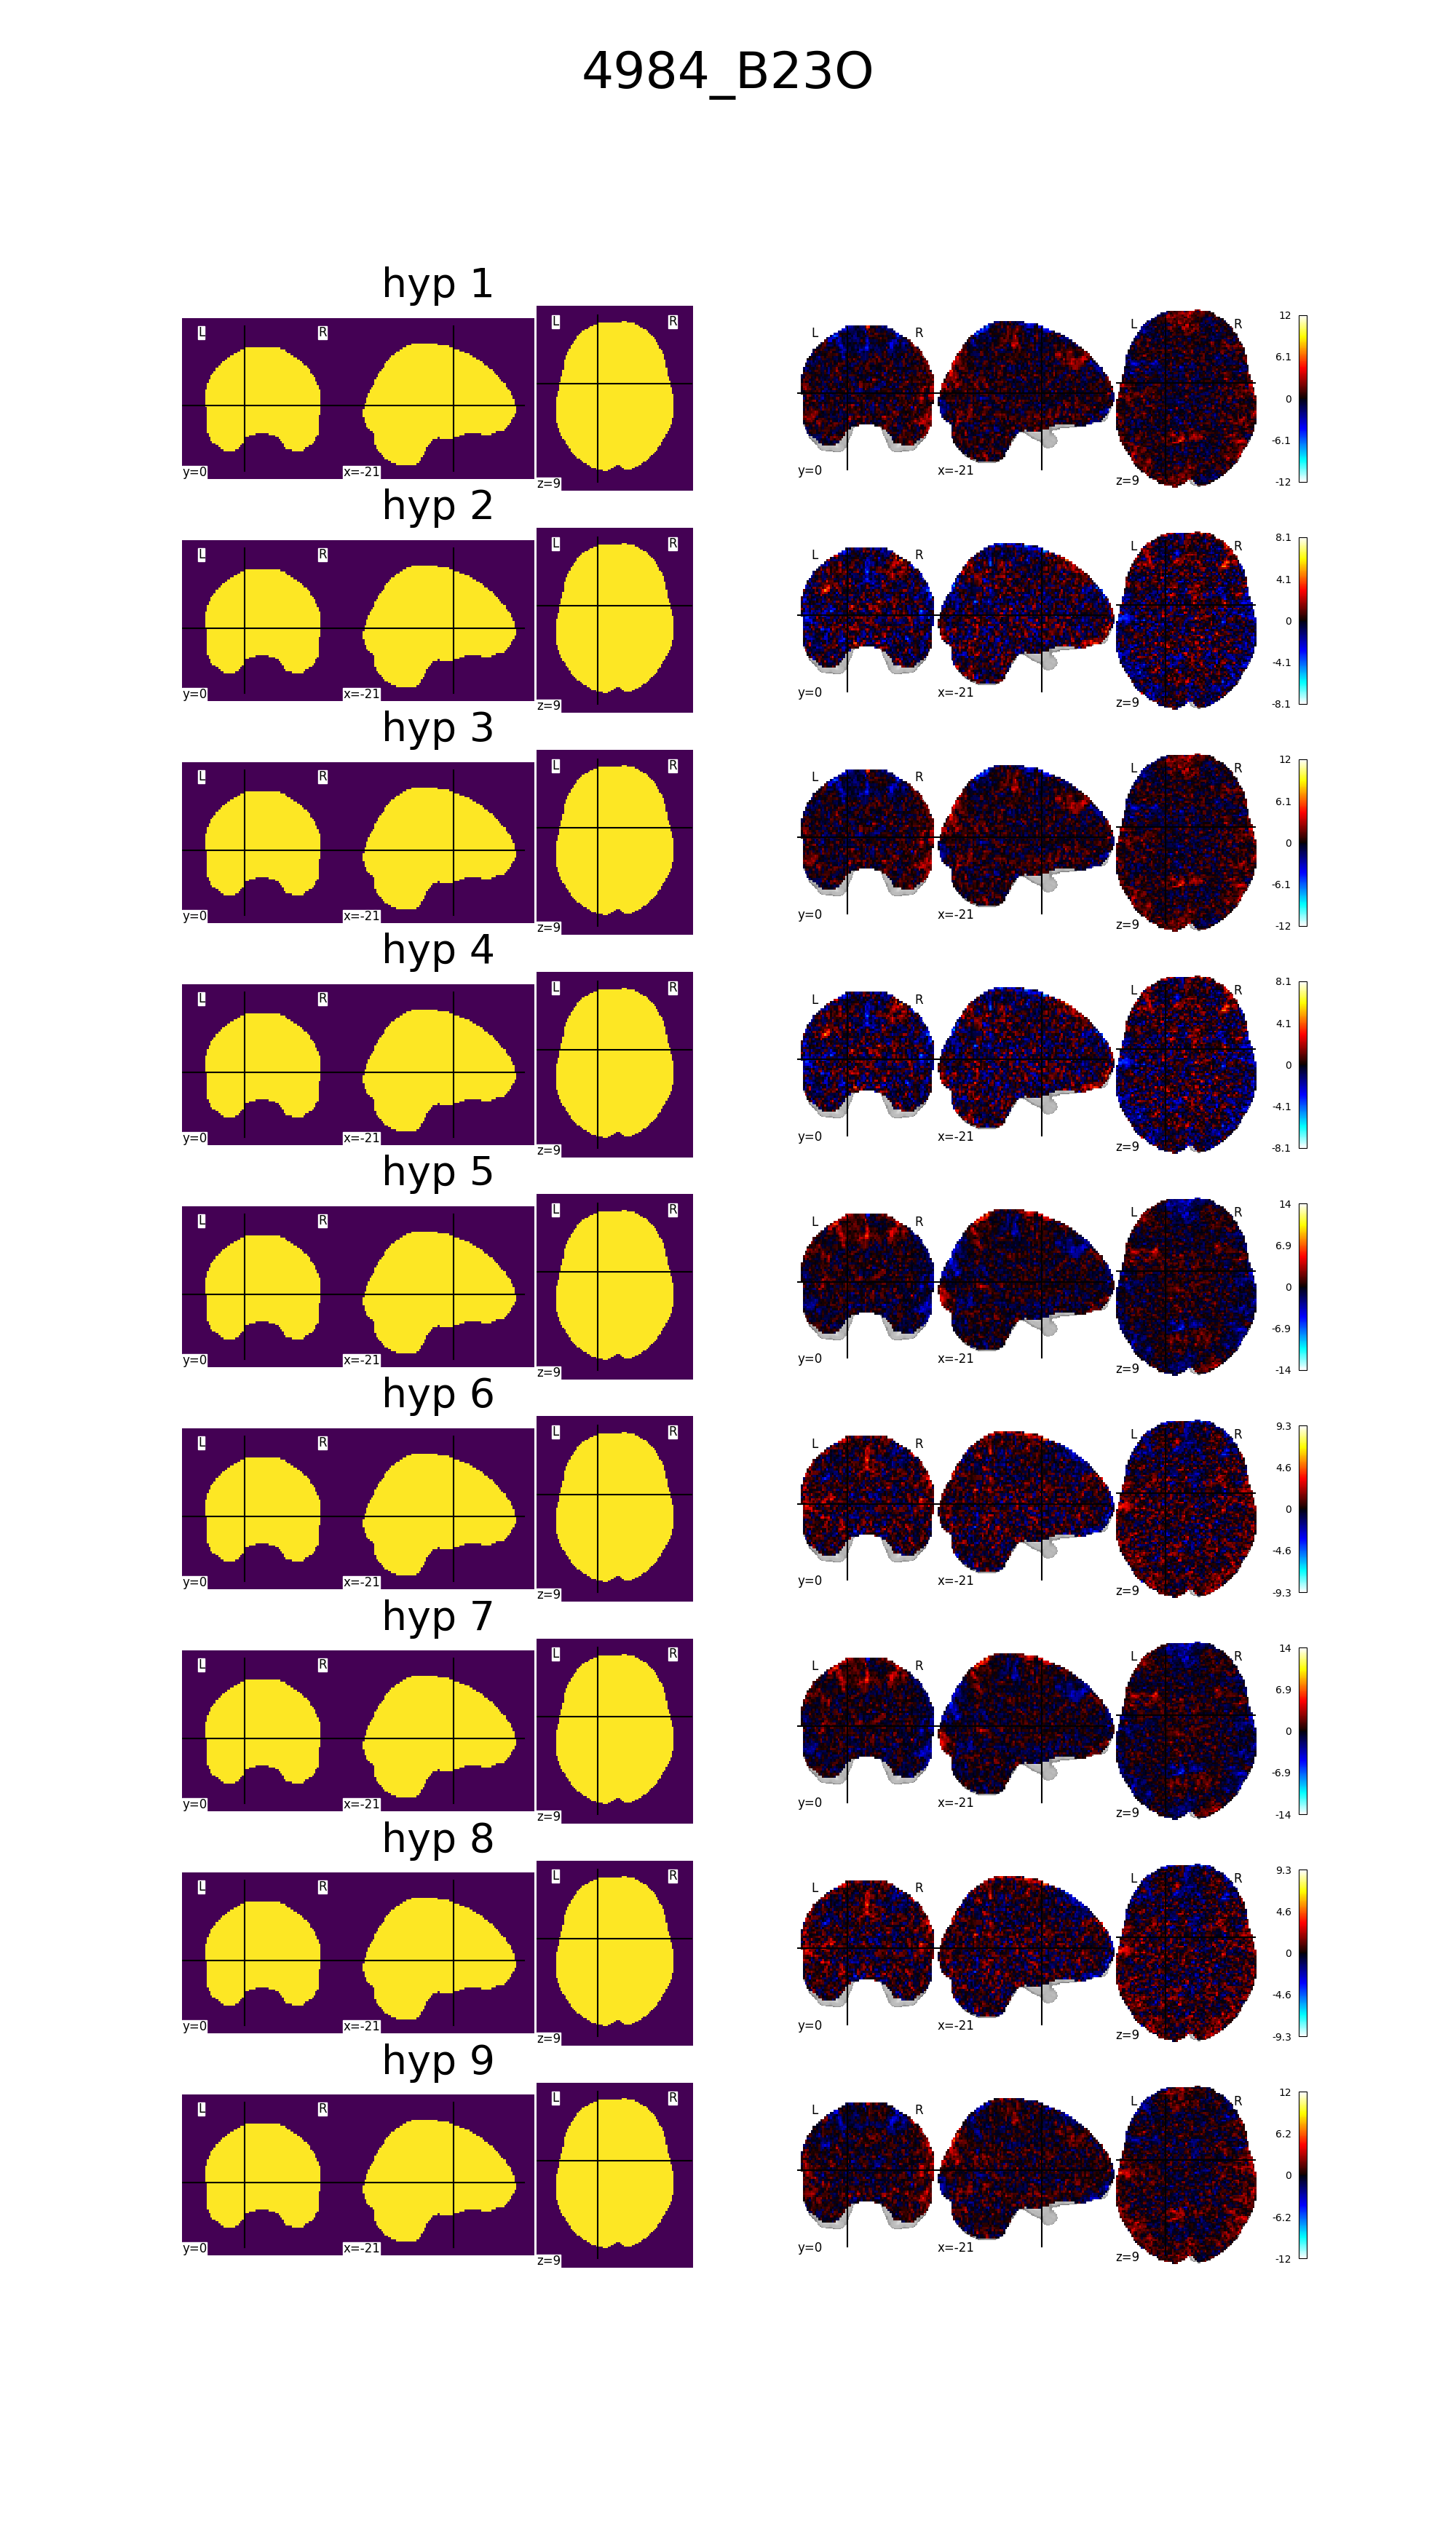 4984_B23O
hyp 1
L R L R
y=0 x=-21 z=9
L R L R
y=0 x=-21 z=9
12 6.1 0 -6.1 -12
hyp 2
L R L R
y=0 x=-21 z=9
L R L R
y=0 x=-21 z=9
8.1 4.1 0 -4.1 -8.1
hyp 3
L R L R
y=0 x=-21 z=9
L R L R
y=0 x=-21 z=9
12 6.1 0 -6.1 -12
hyp 4
L R L R
y=0 x=-21 z=9
L R L R
y=0 x=-21 z=9
8.1 4.1 0 -4.1 -8.1
hyp 5
L R L R
y=0 x=-21 z=9
L R L R
y=0 x=-21 z=9
14 6.9 0 -6.9 -14
hyp 6
L R L R
y=0 x=-21 z=9
L R L R
y=0 x=-21 z=9
9.3 4.6 0 -4.6 -9.3
hyp 7
L R L R
y=0 x=-21 z=9
L R L R
y=0 x=-21 z=9
14 6.9 0 -6.9 -14
hyp 8
L R L R
y=0 x=-21 z=9
L R L R
y=0 x=-21 z=9
9.3 4.6 0 -4.6 -9.3
hyp 9
L R L R
y=0 x=-21 z=9
L R L R
y=0 x=-21 z=9
12 6.2 0 -6.2 -12